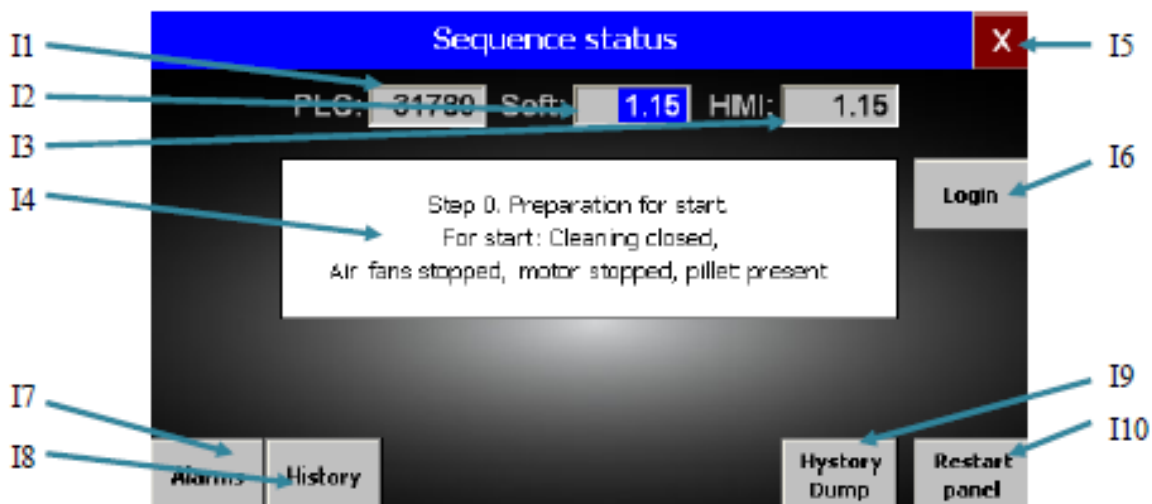 I1
Sequence status
X
I5
I2
PLC: 31780 Soft: 1.15 HMI: 1.15
I3
I6
I4
Login
Step 0. Preparation for start.
For start: Cleaning closed,
Air fans stopped, motor stopped, pillet present
I9
I7
I10
I8
Alarms
History
Hystory
Dump
Restart
panel